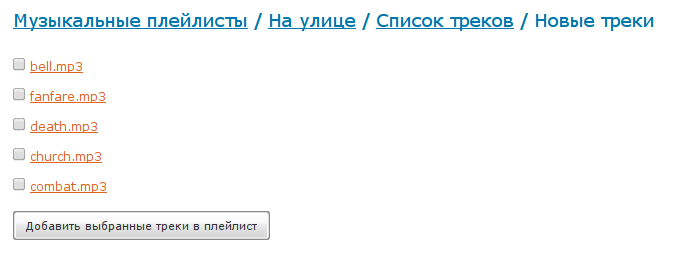 Музыкальные плейлисты / На улице / Список треков / Новые треки
bell.mp3
fanfare.mp3
death.mp3
church.mp3
combat.mp3
Добавить выбранные треки в плейлист